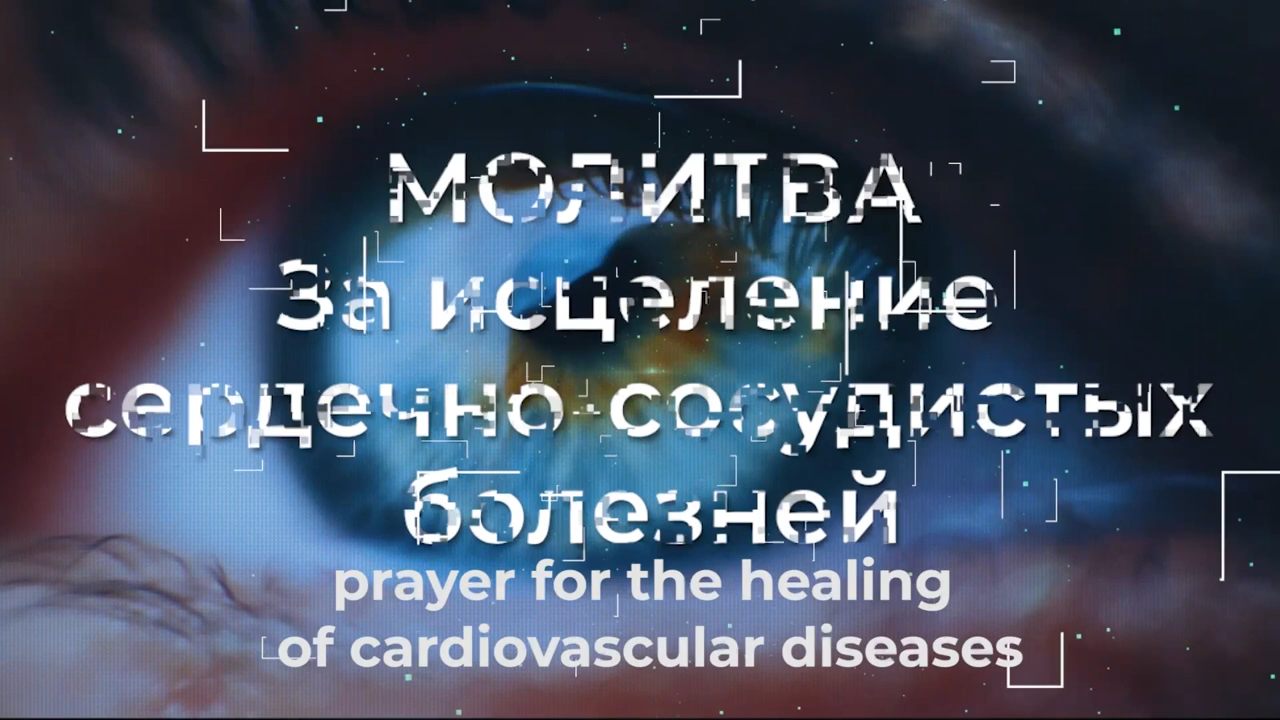 МОЛИТВА
За исцеление
сердечно-сосудистых
болезней
prayer for the healing
of cardiovascular diseases